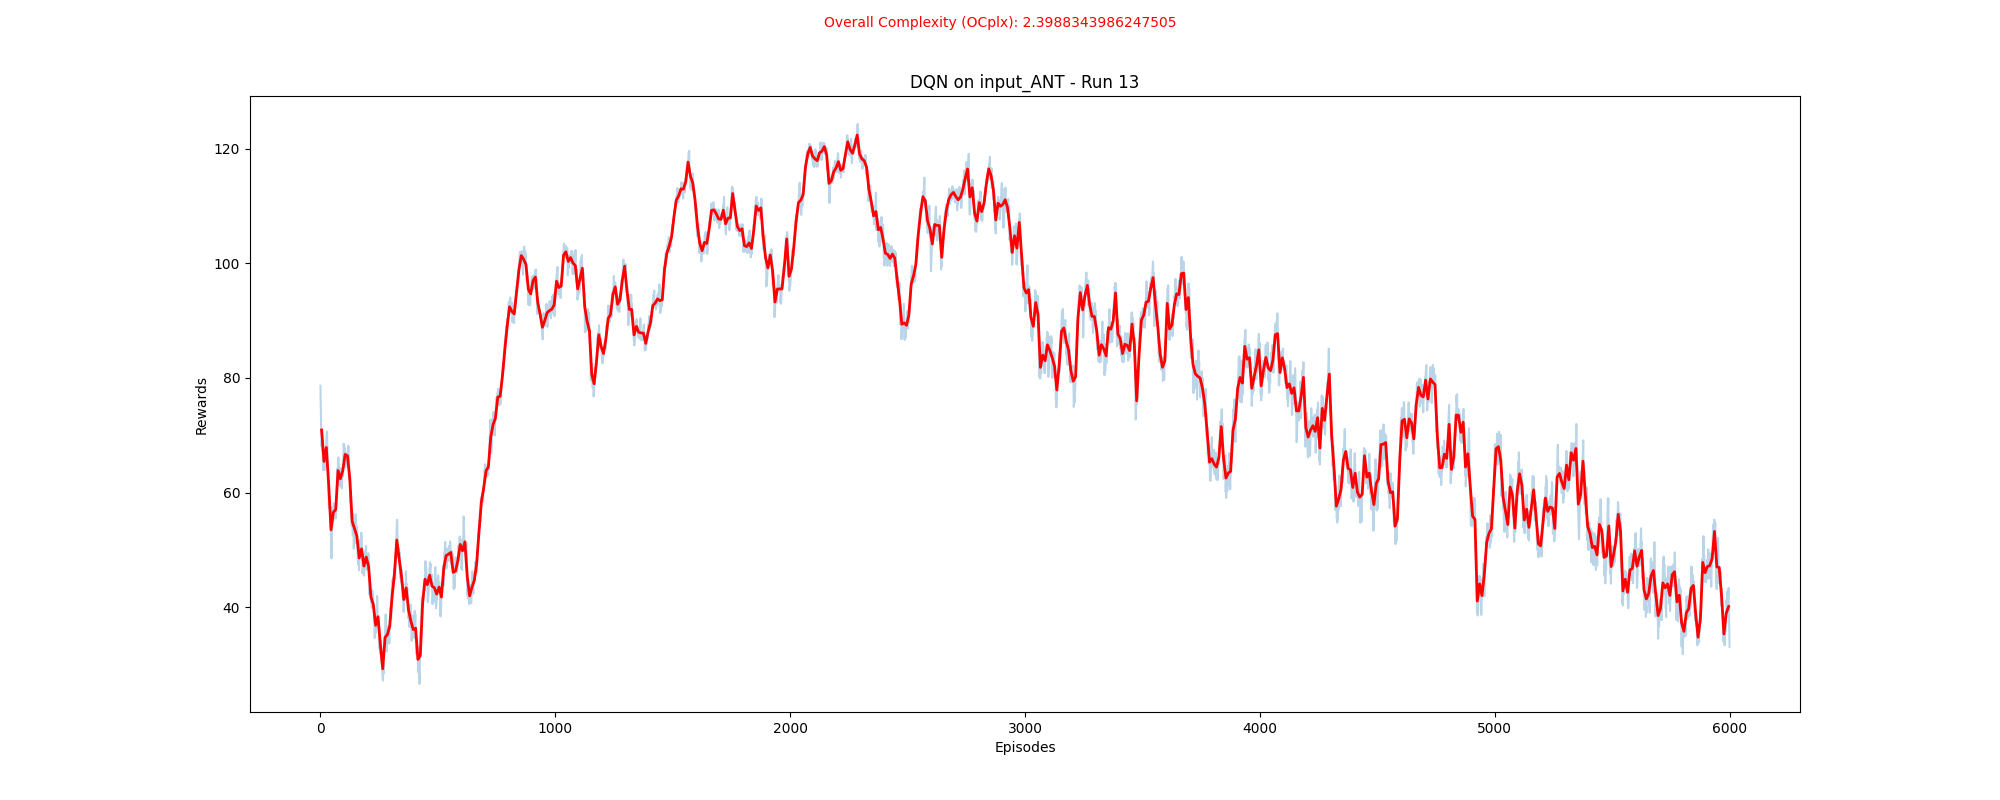 Overall Complexity (OCplx): 2.3988343986247505
DQN on input_ANT - Run 13
120
100
80
60
40
Rewards
0 1000 2000 3000 4000 5000 6000
Episodes